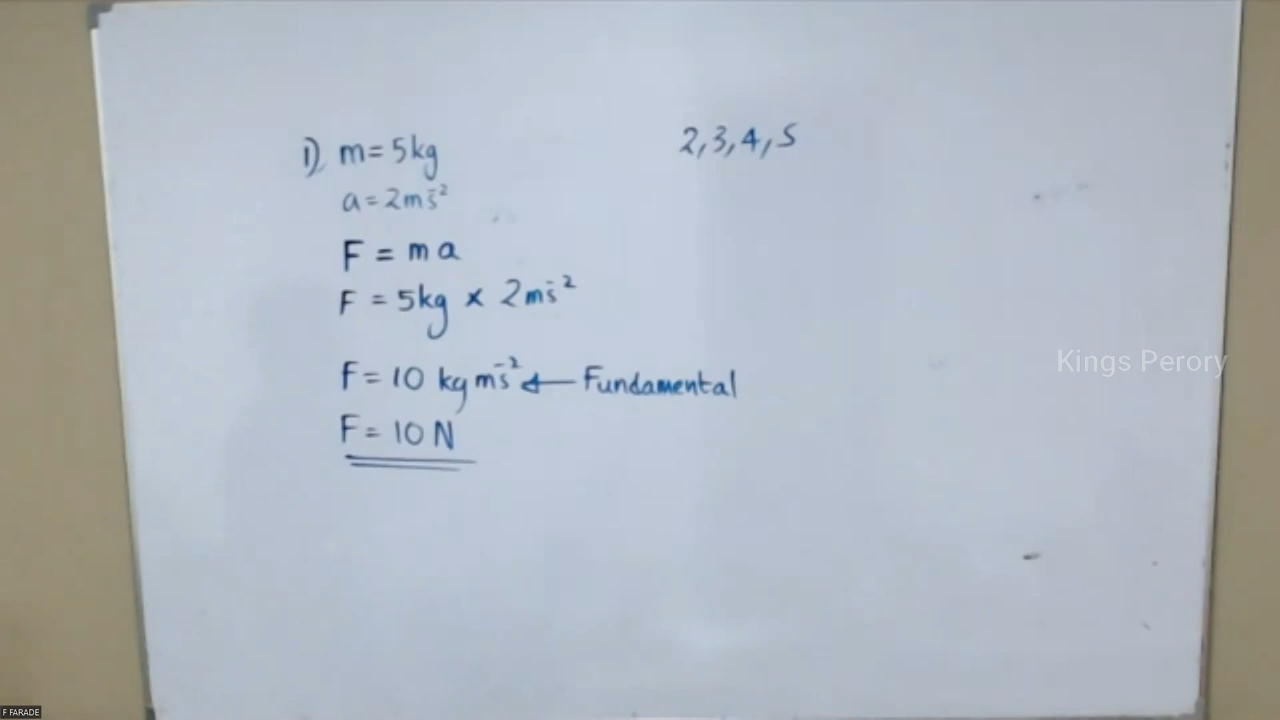 1) m = 5kg
a = 2ms⁻²
F = ma
F = 5kg × 2ms⁻²
F = 10 kgms⁻² ← Fundamental
F = 10 N
2,3,4,5
Kings Perory
F FARADE